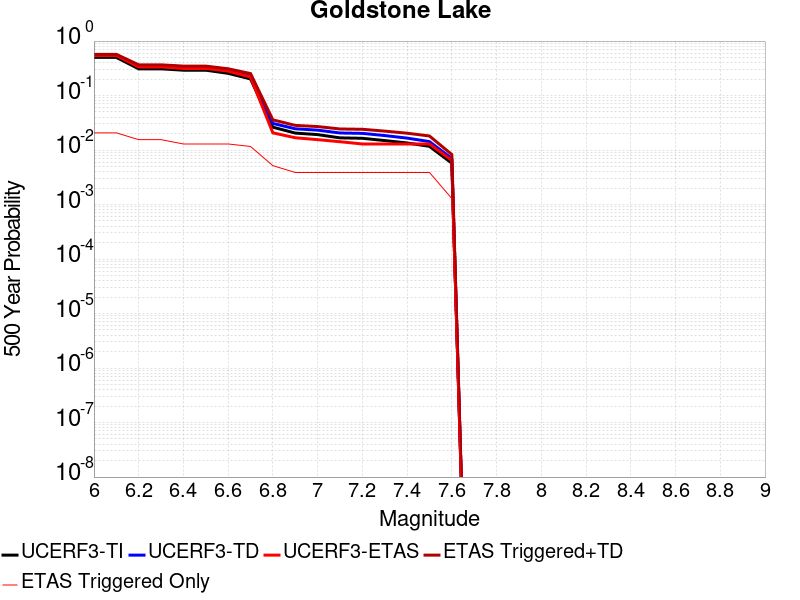 Goldstone Lake
500 Year Probability
10^0
10^-1
10^-2
10^-3
10^-4
10^-5
10^-6
10^-7
10^-8
6 6.2 6.4 6.6 6.8 7 7.2 7.4 7.6 7.8 8 8.2 8.4 8.6 8.8 9
Magnitude
UCERF3-TI UCERF3-TD UCERF3-ETAS ETAS Triggered+TD
ETAS Triggered Only